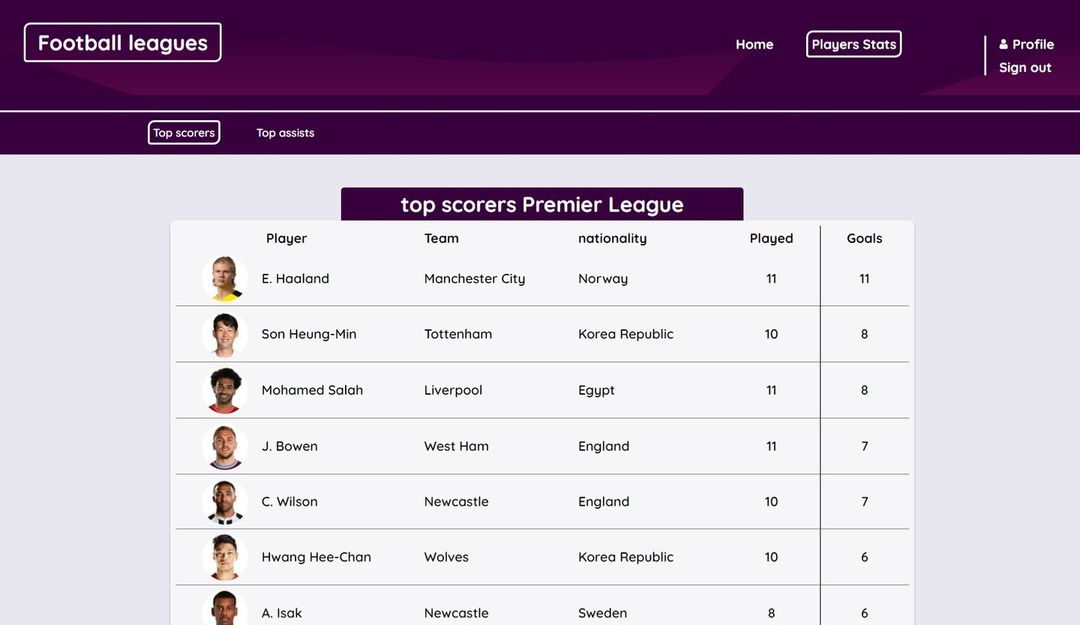 Football leagues
Home Players Stats Profile
Sign out
Top scorers Top assists
top scorers Premier League
Player Team nationality Played Goals
E. Haaland Manchester City Norway 11 11
Son Heung-Min Tottenham Korea Republic 10 8
Mohamed Salah Liverpool Egypt 11 8
J. Bowen West Ham England 11 7
C. Wilson Newcastle England 10 7
Hwang Hee-Chan Wolves Korea Republic 10 6
A. Isak Newcastle Sweden 8 6